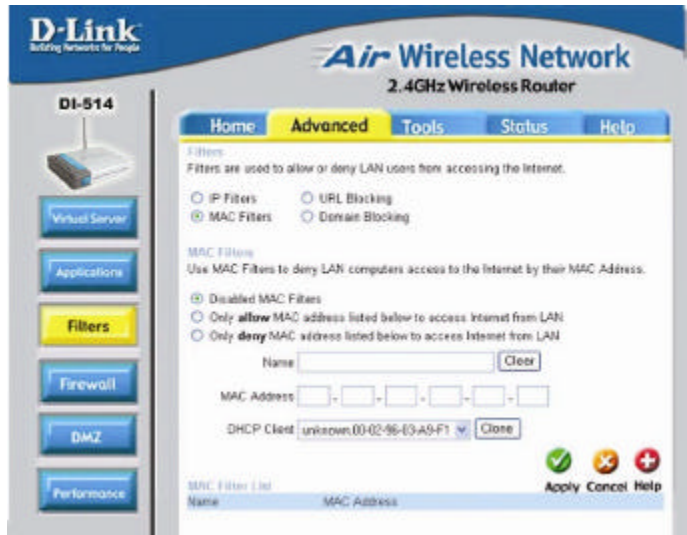 D-Link
Building Networks for People
Air Wireless Network
2.4GHz Wireless Router
DI-514
Home Advanced Tools Status Help
Filters
Filters are used to allow or deny LAN users from accessing the Internet.
IP Filters URL Blocking
MAC Filters Domain Blocking
MAC Filters
Use MAC Filters to deny LAN computers access to the Internet by their MAC Address.
Disabled MAC Filters
Only allow MAC address listed below to access Internet from LAN
Only deny MAC address listed below to access Internet from LAN
Name Clear
MAC Address - - - - -
DHCP Client unknown,00-02-96-03-A9-F1 Clone
Apply Cancel Help
MAC Filter List
Name MAC Address
Virtual Server
Applications
Filters
Firewall
DMZ
Performance